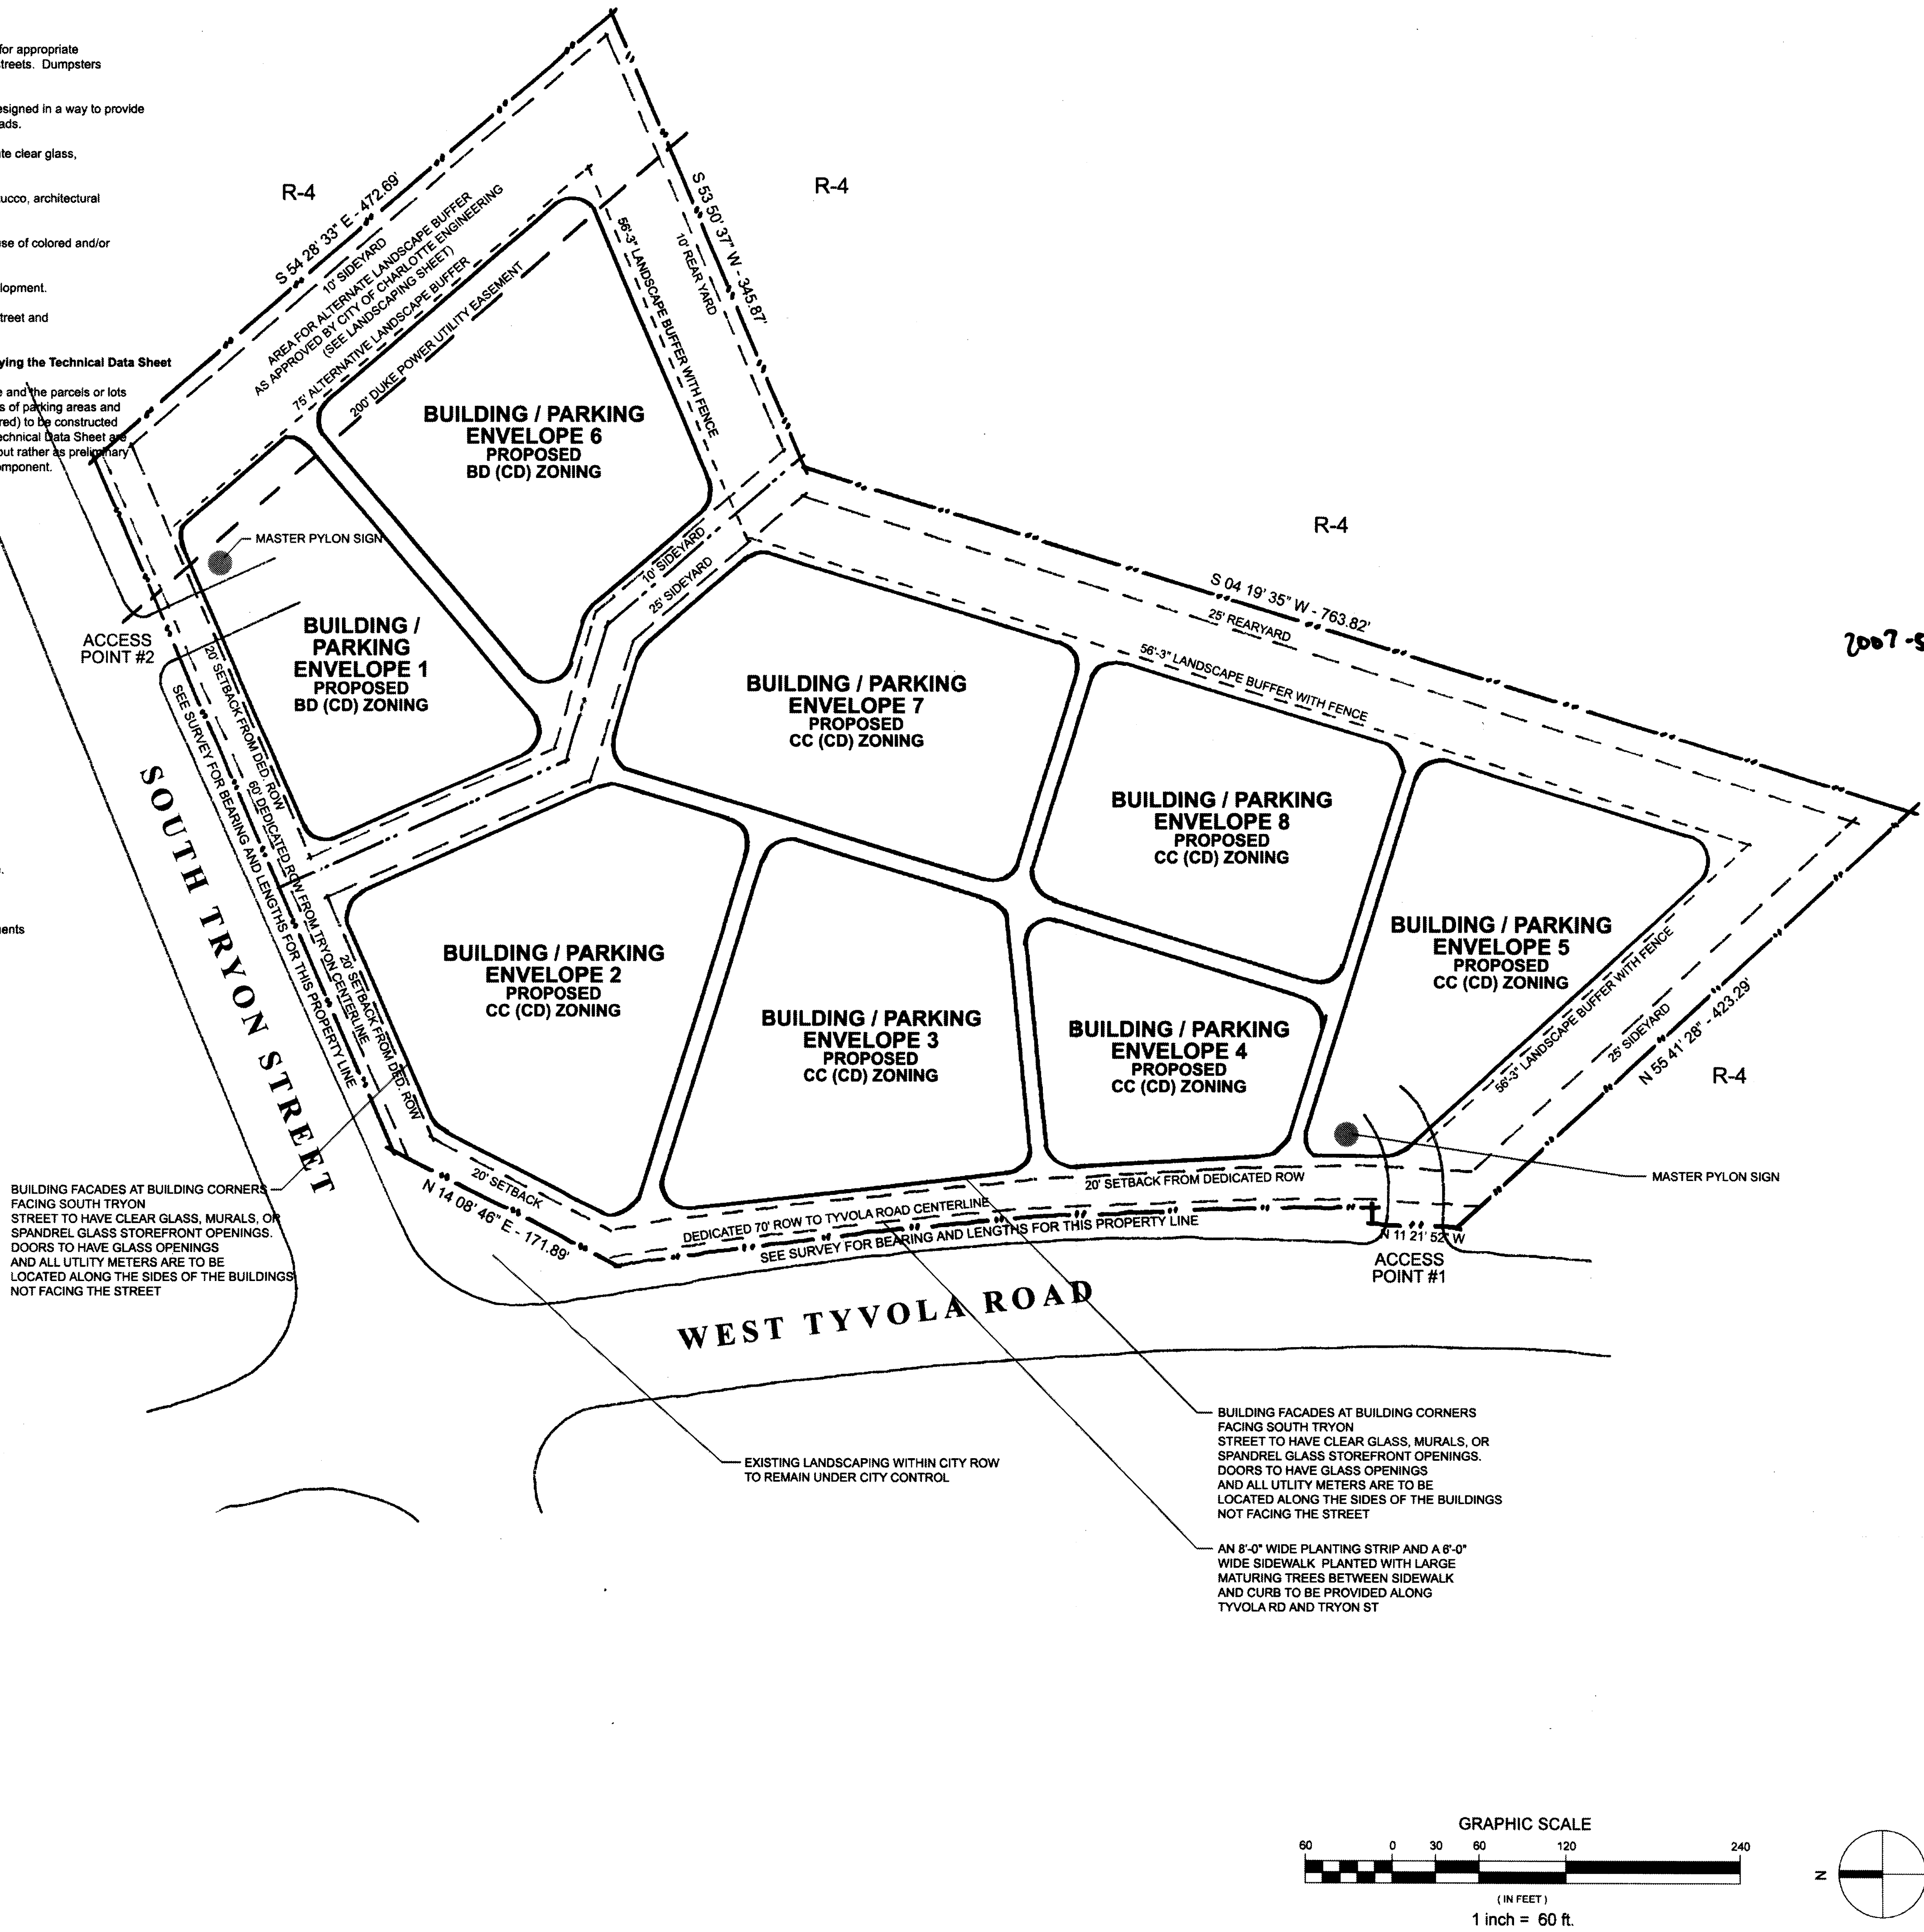 for appropriate
streets. Dumpsters
esigned in a way to provide
ads.
te clear glass,
ucco, architectural
se of colored and/or
lopment.
treet and
ying the Technical Data Sheet
e and the parcels or lots
s of parking areas and
red) to be constructed
echnical Data Sheet are
but rather as preliminary
omponent.
ents
R-4
R-4
R-4
R-4
2007-
S 54 28' 33" E - 472.69'
10' SIDEYARD
AREA FOR ALTERNATE LANDSCAPE BUFFER
AS APPROVED BY CITY OF CHARLOTTE ENGINEERING
(SEE LANDSCAPING SHEET)
75' ALTERNATIVE LANDSCAPE BUFFER
200' DUKE POWER UTILITY EASEMENT
S 53 50' 37" W - 345.87'
10' REAR YARD
56'-3" LANDSCAPE BUFFER WITH FENCE
BUILDING / PARKING
ENVELOPE 6
PROPOSED
BD (CD) ZONING
MASTER PYLON SIGN
ACCESS
POINT #2
BUILDING /
PARKING
ENVELOPE 1
PROPOSED
BD (CD) ZONING
10' SIDEYARD
25' SIDEYARD
S 04 19' 35" W - 763.82'
25' REARYARD
56'-3" LANDSCAPE BUFFER WITH FENCE
BUILDING / PARKING
ENVELOPE 7
PROPOSED
CC (CD) ZONING
BUILDING / PARKING
ENVELOPE 8
PROPOSED
CC (CD) ZONING
BUILDING / PARKING
ENVELOPE 5
PROPOSED
CC (CD) ZONING
BUILDING / PARKING
ENVELOPE 2
PROPOSED
CC (CD) ZONING
BUILDING / PARKING
ENVELOPE 3
PROPOSED
CC (CD) ZONING
BUILDING / PARKING
ENVELOPE 4
PROPOSED
CC (CD) ZONING
20' SETBACK FROM DED. ROW
60' DEDICATED ROW FROM TRYON CENTERLINE
SEE SURVEY FOR BEARING AND LENGTHS FOR THIS PROPERTY LINE
20' SETBACK FROM DED. ROW
SOUTH TRYON STREET
56'-3" LANDSCAPE BUFFER WITH FENCE
25' SIDEYARD
N 55 41' 28" - 423.29'
MASTER PYLON SIGN
20' SETBACK
N 14 08' 46" E - 171.89'
20' SETBACK FROM DEDICATED ROW
DEDICATED 70' ROW TO TYVOLA ROAD CENTERLINE
SEE SURVEY FOR BEARING AND LENGTHS FOR THIS PROPERTY LINE
N 11 21' 52" W
ACCESS
POINT #1
WEST TYVOLA ROAD
BUILDING FACADES AT BUILDING CORNERS
FACING SOUTH TRYON
STREET TO HAVE CLEAR GLASS, MURALS, OR
SPANDREL GLASS STOREFRONT OPENINGS.
DOORS TO HAVE GLASS OPENINGS
AND ALL UTLITY METERS ARE TO BE
LOCATED ALONG THE SIDES OF THE BUILDINGS
NOT FACING THE STREET
EXISTING LANDSCAPING WITHIN CITY ROW
TO REMAIN UNDER CITY CONTROL
BUILDING FACADES AT BUILDING CORNERS
FACING SOUTH TRYON
STREET TO HAVE CLEAR GLASS, MURALS, OR
SPANDREL GLASS STOREFRONT OPENINGS.
DOORS TO HAVE GLASS OPENINGS
AND ALL UTLITY METERS ARE TO BE
LOCATED ALONG THE SIDES OF THE BUILDINGS
NOT FACING THE STREET
AN 8'-0" WIDE PLANTING STRIP AND A 6'-0"
WIDE SIDEWALK PLANTED WITH LARGE
MATURING TREES BETWEEN SIDEWALK
AND CURB TO BE PROVIDED ALONG
TYVOLA RD AND TRYON ST
GRAPHIC SCALE
60 0 30 60 120 240
( IN FEET )
1 inch = 60 ft.
N